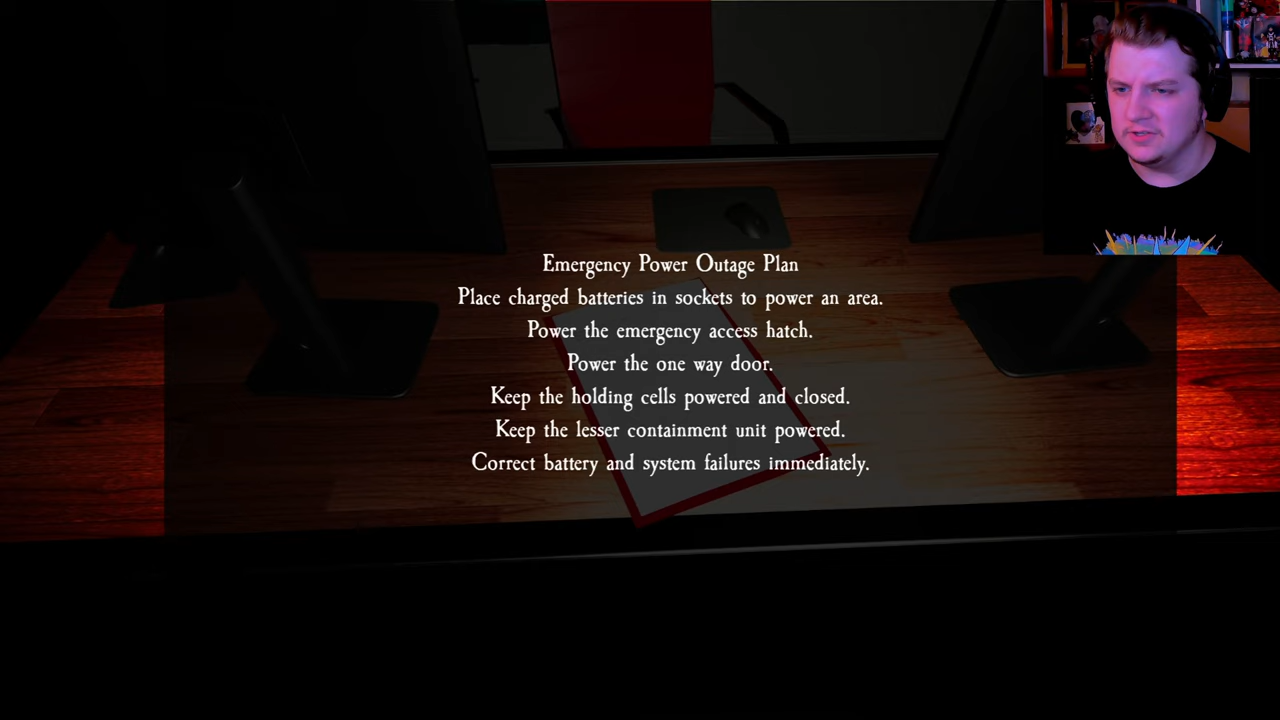 Emergency Power Outage Plan
Place charged batteries in sockets to power an area.
Power the emergency access hatch.
Power the one way door.
Keep the holding cells powered and closed.
Keep the lesser containment unit powered.
Correct battery and system failures immediately.